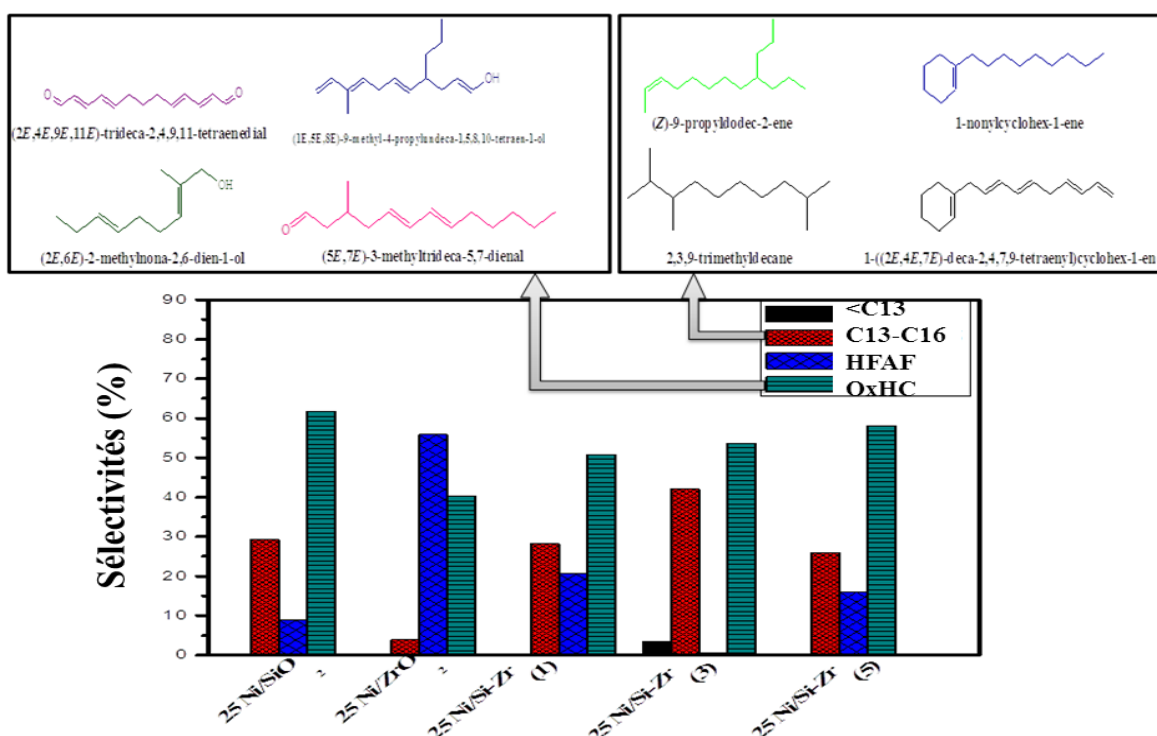 O
O
OH
(2E,4E,9E,11E)-trideca-2,4,9,11-tetraenedial
(1E,5E,8E)-9-methyl-4-propylundeca-1,5,8,10-tetraen-1-ol
OH
O
(2E,6E)-2-methylnona-2,6-dien-1-ol
(5E,7E)-3-methyltrideca-5,7-dienal
(Z)-9-propyldodec-2-ene
1-nonylcyclohex-1-ene
2,3,9-trimethyldecane
1-((2E,4E,7E)-deca-2,4,7,9-tetraenyl)cyclohex-1-en
<C13
C13-C16
HFAF
OxHC
Sélectivités (%)
90
80
70
60
50
40
30
20
10
0
25 Ni/SiO2
25 Ni/ZrO2
25 Ni/Si-Zr (1)
25 Ni/Si-Zr (3)
25 Ni/Si-Zr (5)